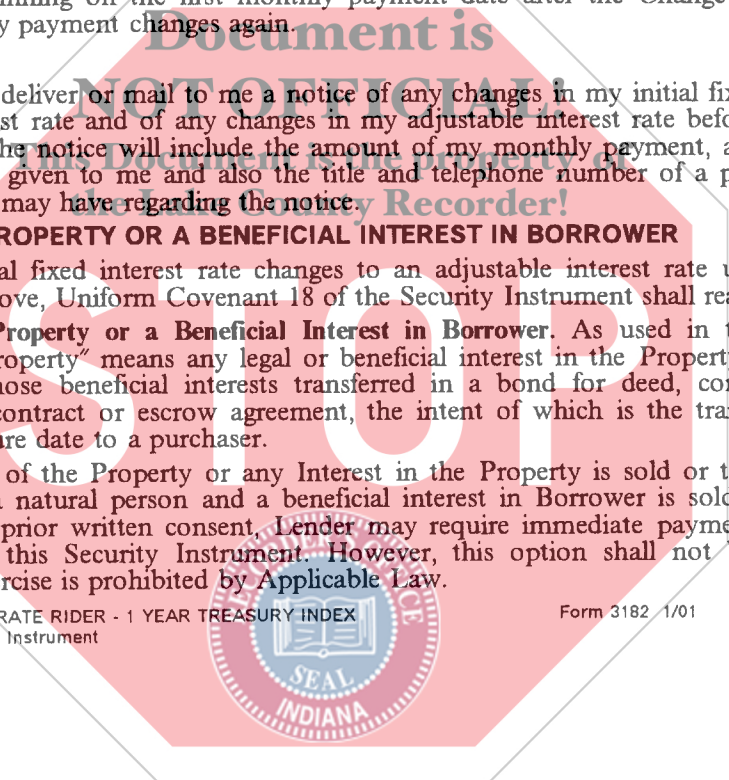 nning on the first monthly payment date after the Change
y payment changes again.
Document is
NOT OFFICIAL!
deliver or mail to me a notice of any changes in my initial fix
st rate and of any changes in my adjustable interest rate befo
This Document is the property of
he notice will include the amount of my monthly payment, a
given to me and also the title and telephone number of a p
may have regarding the notice.
the Lake County Recorder!
ROPERTY OR A BENEFICIAL INTEREST IN BORROWER
al fixed interest rate changes to an adjustable interest rate u
ove, Uniform Covenant 18 of the Security Instrument shall rea
Property or a Beneficial Interest in Borrower. As used in t
roperty" means any legal or beneficial interest in the Property
hose beneficial interests transferred in a bond for deed, co
contract or escrow agreement, the intent of which is the tra
re date to a purchaser.
STOP
of the Property or any Interest in the Property is sold or t
a natural person and a beneficial interest in Borrower is sold
prior written consent, Lender may require immediate payme
this Security Instrument. However, this option shall not
rcise is prohibited by Applicable Law.
RATE RIDER - 1 YEAR TREASURY INDEX
Form 3182 1/01
Instrument
SEAL
INDIANA